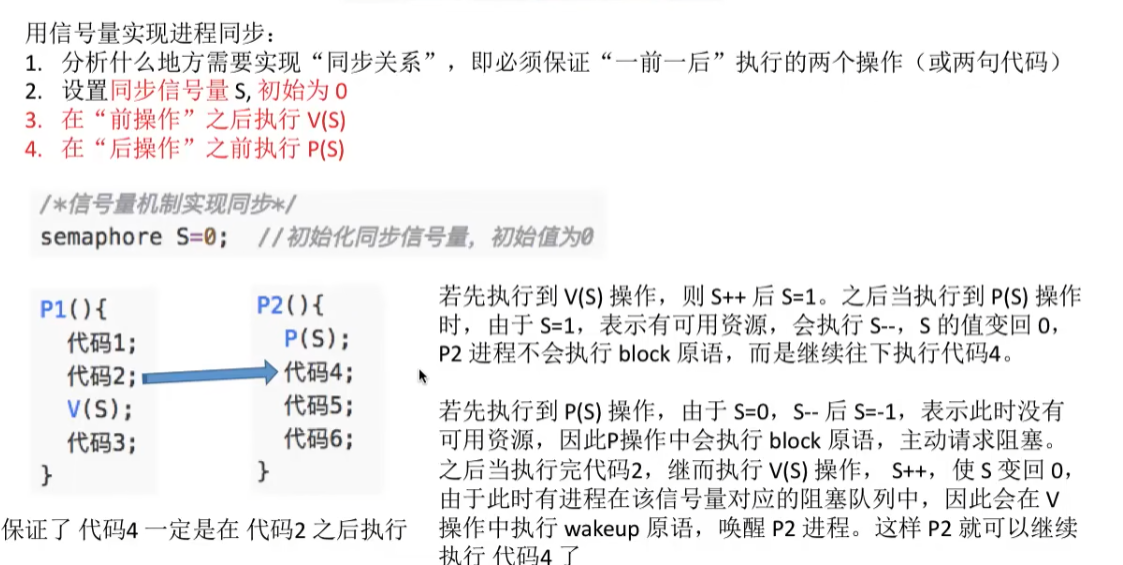 用信号量实现进程同步：
1. 分析什么地方需要实现“同步关系”，即必须保证“一前一后”执行的两个操作（或两句代码）
2. 设置同步信号量 S, 初始为 0
3. 在“前操作”之后执行 V(S)
4. 在“后操作”之前执行 P(S)
/*信号量机制实现同步*/
semaphore S=0; //初始化同步信号量，初始值为0
P1(){
代码1;
代码2;
V(S);
代码3;
}
P2(){
P(S);
代码4;
代码5;
代码6;
}
保证了 代码4 一定是在 代码2 之后执行
若先执行到 V(S) 操作，则 S++ 后 S=1。之后当执行到 P(S) 操作
时，由于 S=1，表示有可用资源，会执行 S--，S 的值变回 0，
P2 进程不会执行 block 原语，而是继续往下执行代码4。
若先执行到 P(S) 操作，由于 S=0，S-- 后 S=-1，表示此时没有
可用资源，因此P操作中会执行 block 原语，主动请求阻塞。
之后当执行完代码2，继而执行 V(S) 操作， S++，使 S 变回 0，
由于此时有进程在该信号量对应的阻塞队列中，因此会在 V
操作中执行 wakeup 原语，唤醒 P2 进程。这样 P2 就可以继续
执行 代码4 了